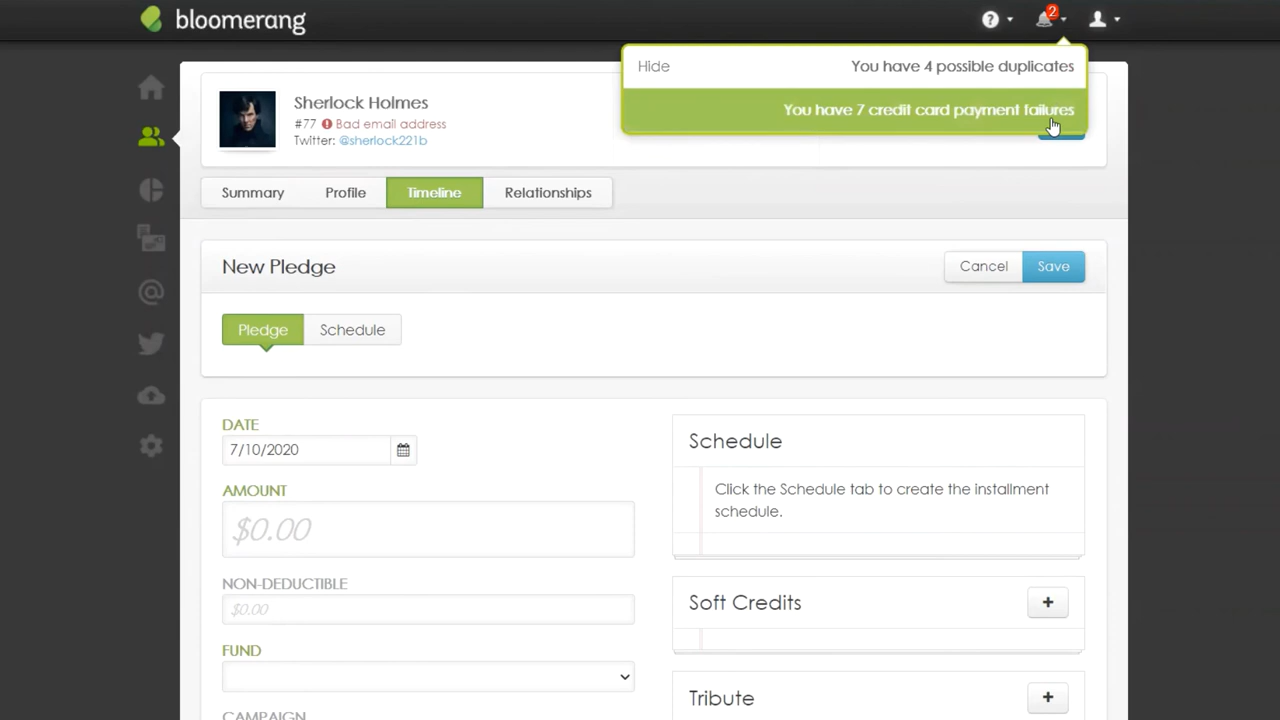 bloomerang
2
Hide
You have 4 possible duplicates
You have 7 credit card payment failures
Sherlock Holmes
#77 Bad email address
Twitter: @sherlock221b
Summary
Profile
Timeline
Relationships
New Pledge
Cancel
Save
Pledge
Schedule
DATE
7/10/2020
AMOUNT
$0.00
NON-DEDUCTIBLE
$0.00
FUND
CAMPAIGN
Schedule
Click the Schedule tab to create the installment
schedule.
Soft Credits
+
Tribute
+